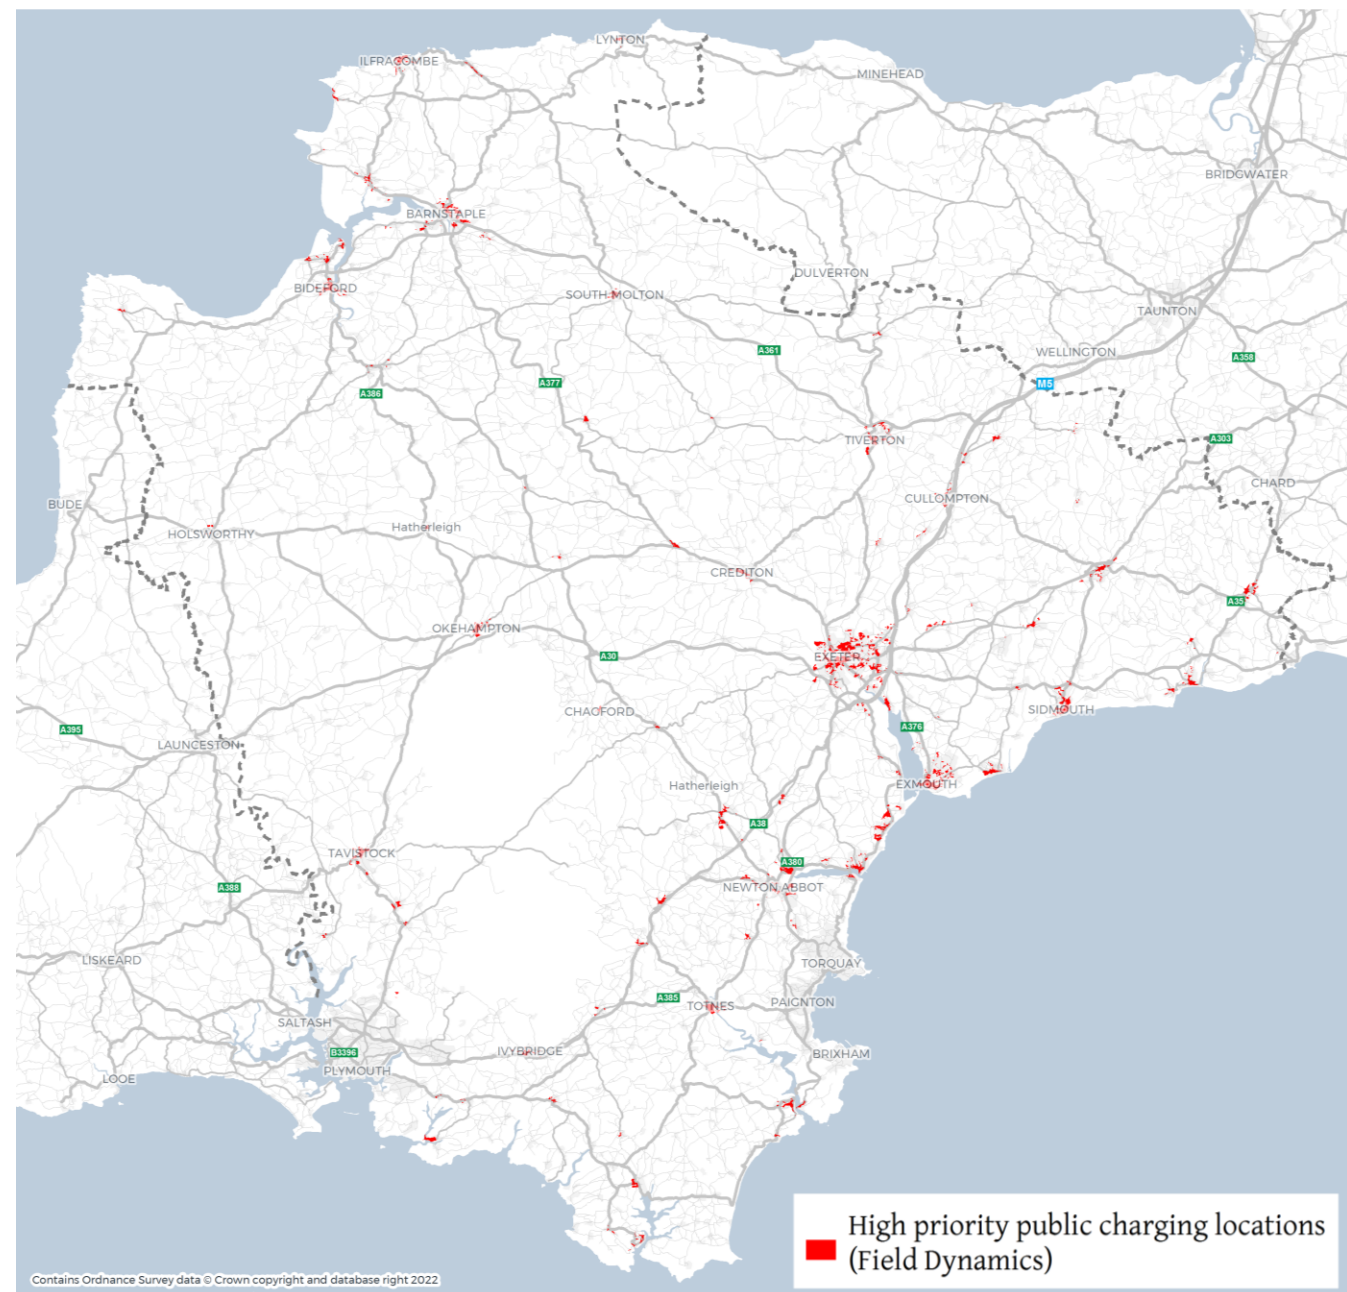 LYNTON
ILFRACOMBE
MINEHEAD
BRIDGWATER
BARNSTAPLE
DULVERTON
BIDEFORD
SOUTH MOLTON
TAUNTON
WELLINGTON
A361
A358
A377
M5
A386
TIVERTON
A303
CHARD
CULLOMPTON
BUDE
HOLSWORTHY
Hatherleigh
CREDITON
A35
OKEHAMPTON
A30
EXETER
CHAGFORD
SIDMOUTH
A395
A376
LAUNCESTON
Hatherleigh
EXMOUTH
A38
TAVISTOCK
A380
A388
NEWTON ABBOT
LISKEARD
TORQUAY
A385
TOTNES
PAIGNTON
SALTASH
B3396
IVYBRIDGE
BRIXHAM
PLYMOUTH
LOOE
High priority public charging locations
(Field Dynamics)
Contains Ordnance Survey data © Crown copyright and database right 2022